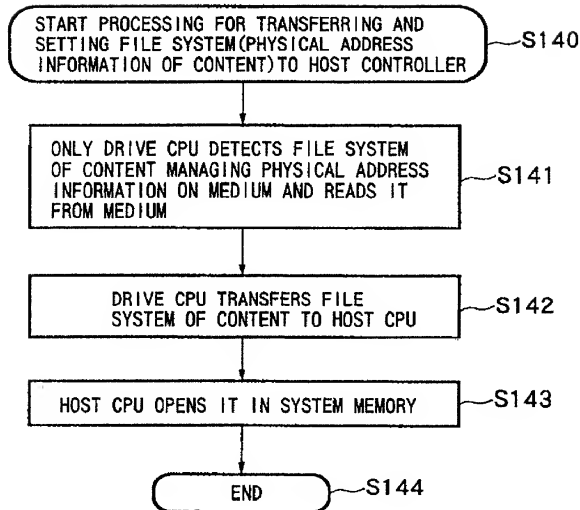 START PROCESSING FOR TRANSFERRING AND
SETTING FILE SYSTEM(PHYSICAL ADDRESS
INFORMATION OF CONTENT)TO HOST CONTROLLER
S140
ONLY DRIVE CPU DETECTS FILE SYSTEM
OF CONTENT MANAGING PHYSICAL ADDRESS
INFORMATION ON MEDIUM AND READS IT
FROM MEDIUM
S141
DRIVE CPU TRANSFERS FILE
SYSTEM OF CONTENT TO HOST CPU
S142
HOST CPU OPENS IT IN SYSTEM MEMORY
S143
END
S144